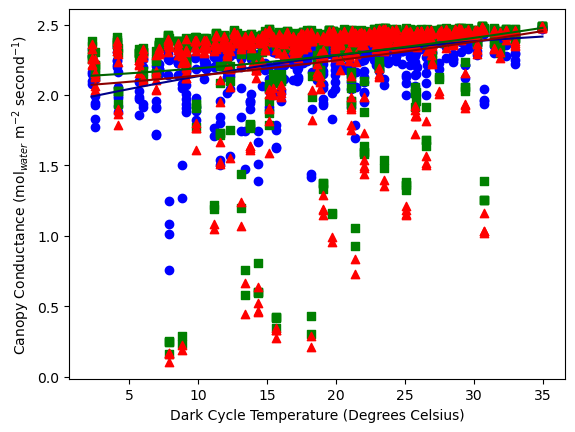 2.5
2.0
1.5
1.0
0.5
0.0
Canopy Conductance (mol_water m⁻² second⁻¹)
5 10 15 20 25 30 35
Dark Cycle Temperature (Degrees Celsius)